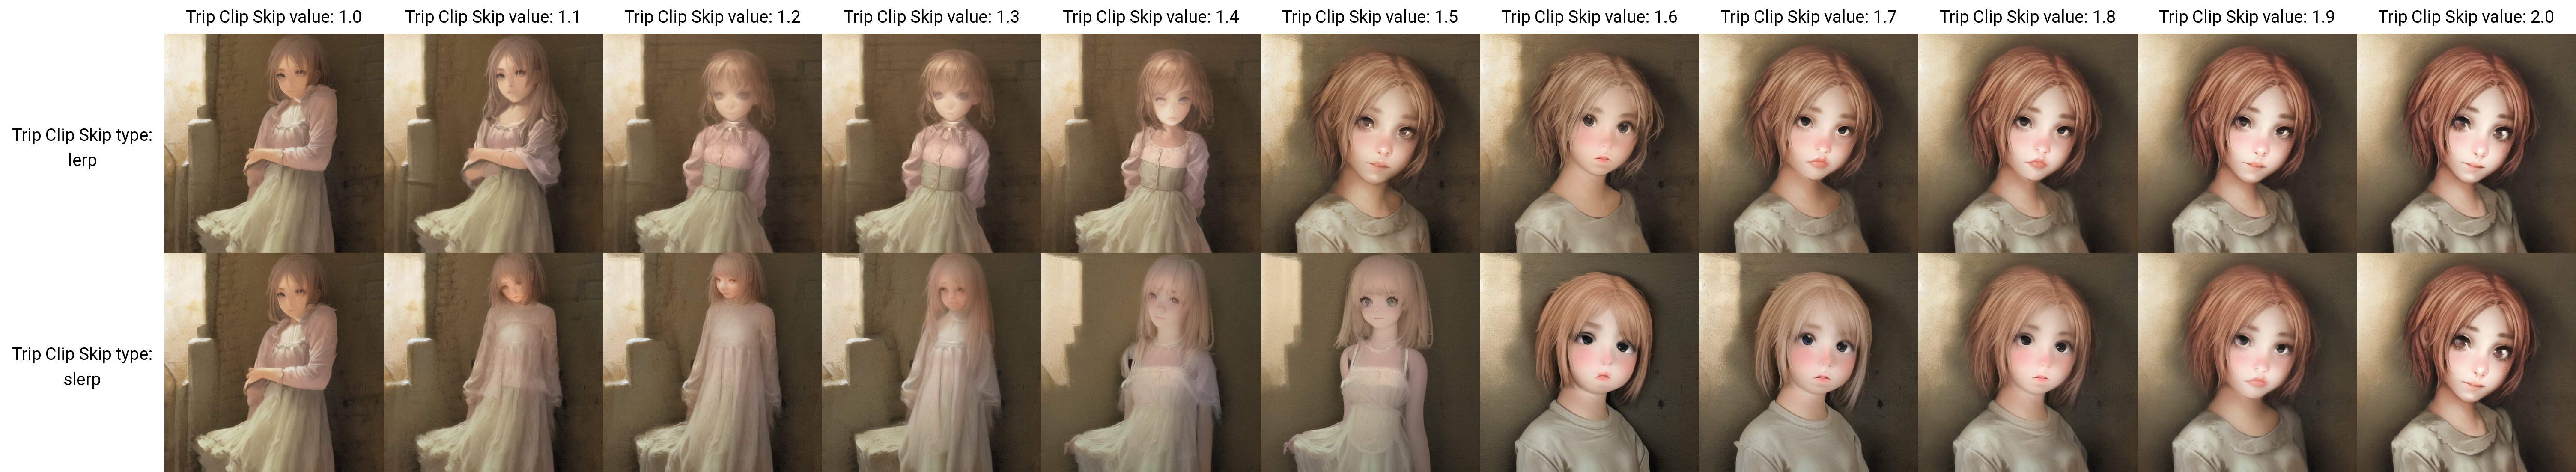 Trip Clip Skip value: 1.0
Trip Clip Skip value: 1.1
Trip Clip Skip value: 1.2
Trip Clip Skip value: 1.3
Trip Clip Skip value: 1.4
Trip Clip Skip value: 1.5
Trip Clip Skip value: 1.6
Trip Clip Skip value: 1.7
Trip Clip Skip value: 1.8
Trip Clip Skip value: 1.9
Trip Clip Skip value: 2.0
Trip Clip Skip type:
lerp
Trip Clip Skip type:
slerp